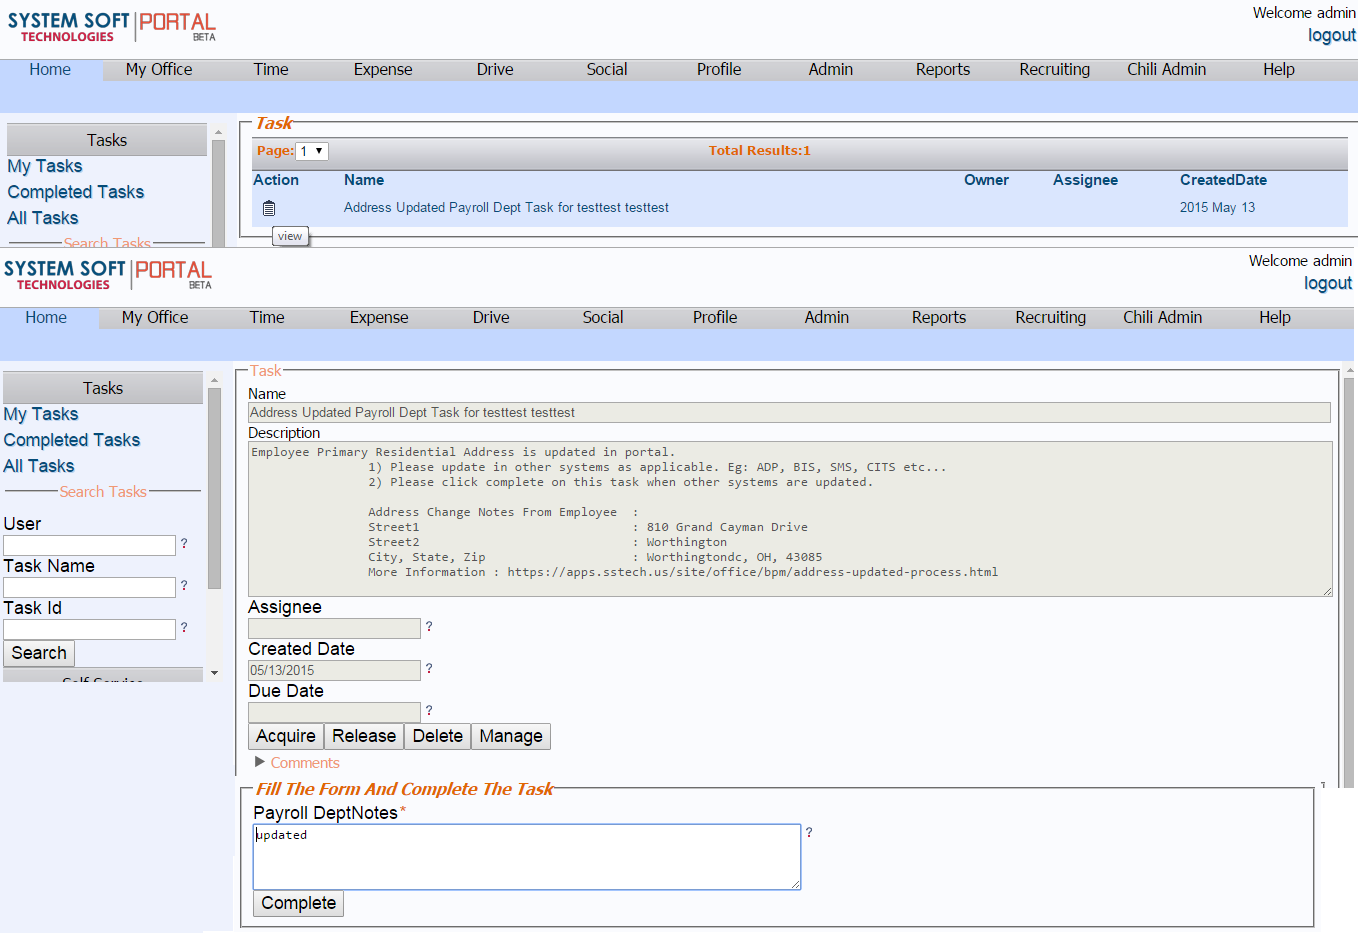 SYSTEM SOFT PORTAL
TECHNOLOGIES BETA
Welcome admin
logout
Home My Office Time Expense Drive Social Profile Admin Reports Recruiting Chili Admin Help
Tasks
My Tasks
Completed Tasks
All Tasks
Search Tasks
Task
Page: 1 Total Results:1
Action Name Owner Assignee CreatedDate
Address Updated Payroll Dept Task for testtest testtest 2015 May 13
view
SYSTEM SOFT PORTAL
TECHNOLOGIES BETA
Welcome admin
logout
Home My Office Time Expense Drive Social Profile Admin Reports Recruiting Chili Admin Help
Tasks
My Tasks
Completed Tasks
All Tasks
Search Tasks
User
?
Task Name
?
Task Id
?
Search
Self Service
Task
Name
Address Updated Payroll Dept Task for testtest testtest
Description
Employee Primary Residential Address is updated in portal.
1) Please update in other systems as applicable. Eg: ADP, BIS, SMS, CITS etc...
2) Please click complete on this task when other systems are updated.
Address Change Notes From Employee :
Street1 : 810 Grand Cayman Drive
Street2 : Worthington
City, State, Zip : Worthingtondc, OH, 43085
More Information : https://apps.sstech.us/site/office/bpm/address-updated-process.html
Assignee
?
Created Date
05/13/2015 ?
Due Date
?
Acquire Release Delete Manage
Comments
Fill The Form And Complete The Task
Payroll DeptNotes*
updated ?
Complete